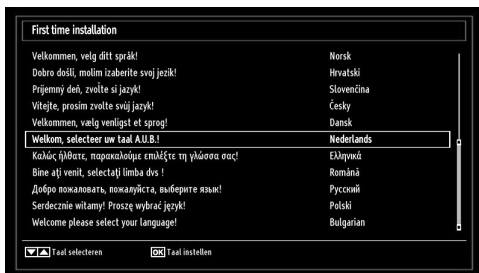 First time installation
Velkommen, velg ditt språk! Norsk
Dobro došli, molim izaberite svoj jezik! Hrvatski
Príjemný deň, zvoľte si jazyk! Slovenčina
Vítejte, prosím zvolte svůj jazyk! Česky
Velkommen, vælg venligst et sprog! Dansk
Welkom, selecteer uw taal A.U.B.! Nederlands
Καλώς ήλθατε, παρακαλούμε επιλέξτε τη γλώσσα σας! Ελληνικά
Bine aţi venit, selectaţi limba dvs ! Română
Добро пожаловать, пожалуйста, выберите язык! Русский
Serdecznie witamy! Proszę wybrać język! Polski
Welcome please select your language! Bulgarian
Taal selecteren OK Taal instellen